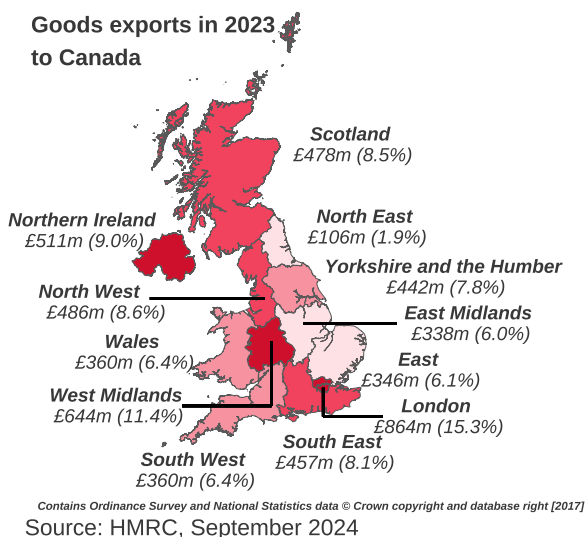 Goods exports in 2023
to Canada
Scotland
£478m (8.5%)
Northern Ireland
£511m (9.0%)
North East
£106m (1.9%)
Yorkshire and the Humber
£442m (7.8%)
North West
£486m (8.6%)
East Midlands
£338m (6.0%)
Wales
£360m (6.4%)
East
£346m (6.1%)
West Midlands
£644m (11.4%)
London
£864m (15.3%)
South East
£457m (8.1%)
South West
£360m (6.4%)
Contains Ordinance Survey and National Statistics data © Crown copyright and database right [2017]
Source: HMRC, September 2024